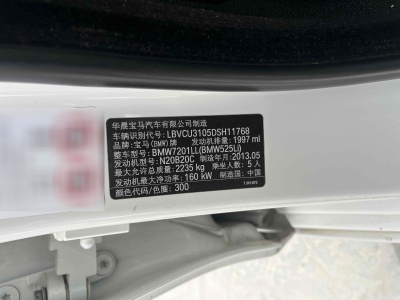 华晨宝马汽车有限公司制造
车辆识别代号:LBVCU3105DSH11768
品牌:宝马(BMW)牌 发动机排量:1997 ml
整车型号:BMW7201LL(BMW525Li)
发动机型号:N20B20C 制造年月:2013.05
最大允许总质量:2235 kg 乘坐人数:5 人
发动机最大净功率:160 kW 制造国:中国
颜色代码/色圈:300